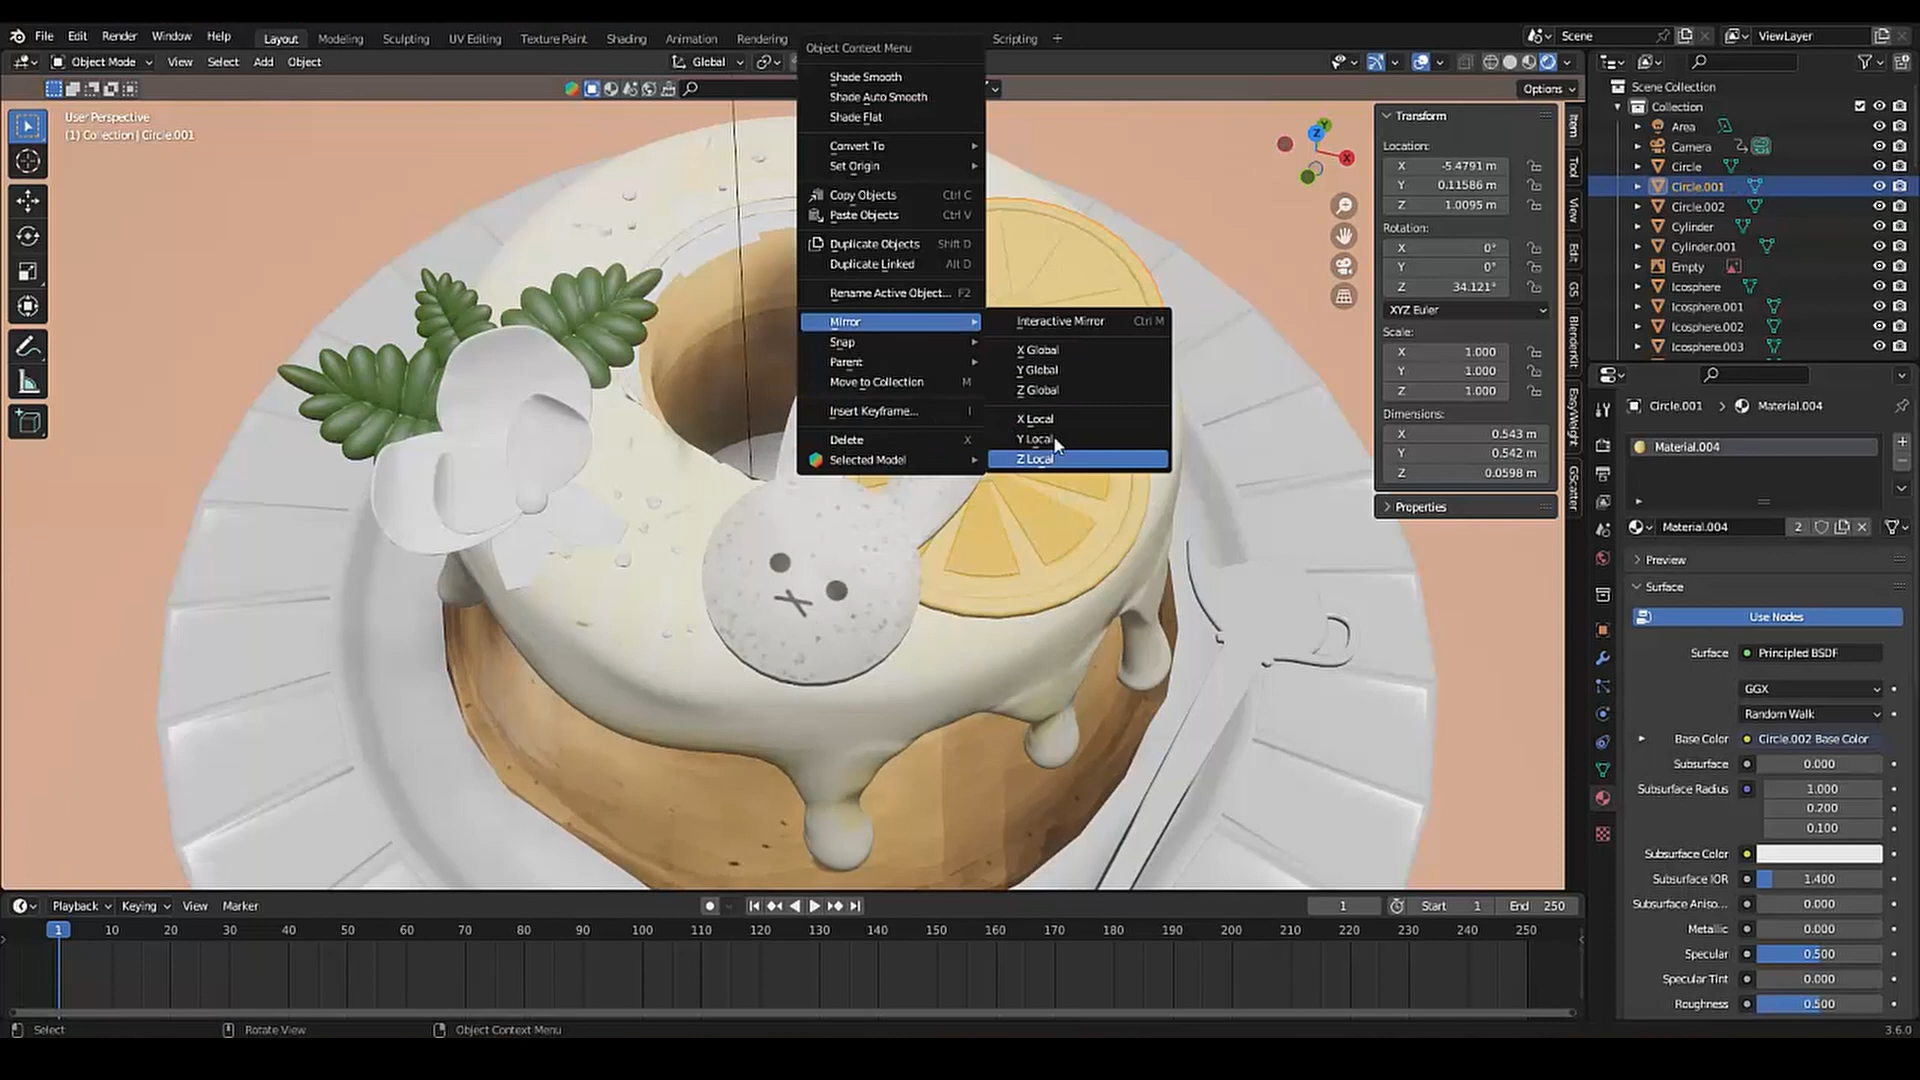 File Edit Render Window Help Layout Modeling Sculpting UV Editing Texture Paint Shading Animation Rendering Scripting + Scene ViewLayer
Object Mode View Select Add Object Global
Options
User Perspective
(1) Collection | Circle.001
Object Context Menu
Shade Smooth
Shade Auto Smooth
Shade Flat
Convert To
Set Origin
Copy Objects Ctrl C
Paste Objects Ctrl V
Duplicate Objects Shift D
Duplicate Linked Alt D
Rename Active Object... F2
Mirror
Snap
Parent
Move to Collection M
Insert Keyframe... I
Delete X
Selected Model
Interactive Mirror Ctrl M
X Global
Y Global
Z Global
X Local
Y Local
Z Local
Z
Y
X
Transform
Location:
X -5.4791 m
Y 0.11586 m
Z 1.0095 m
Rotation:
X 0°
Y 0°
Z 34.121°
XYZ Euler
Scale:
X 1.000
Y 1.000
Z 1.000
Dimensions:
X 0.543 m
Y 0.542 m
Z 0.0598 m
Properties
Item
Tool
View
Edit
GS
BlenderKit
EasyWeight
GScatter
Scene Collection
Collection
Area
Camera
Circle
Circle.001
Circle.002
Cylinder
Cylinder.001
Empty
Icosphere
Icosphere.001
Icosphere.002
Icosphere.003
Circle.001 Material.004
Material.004
Material.004 2
Preview
Surface
Use Nodes
Surface Principled BSDF
GGX
Random Walk
Base Color Circle.002 Base Color
Subsurface 0.000
Subsurface Radius 1.000
0.200
0.100
Subsurface Color
Subsurface IOR 1.400
Subsurface Aniso... 0.000
Metallic 0.000
Specular 0.500
Specular Tint 0.000
Roughness 0.500
Playback Keying View Marker 1 Start 1 End 250
1 10 20 30 40 50 60 70 80 90 100 110 120 130 140 150 160 170 180 190 200 210 220 230 240 250
Select Rotate View Object Context Menu 3.6.0